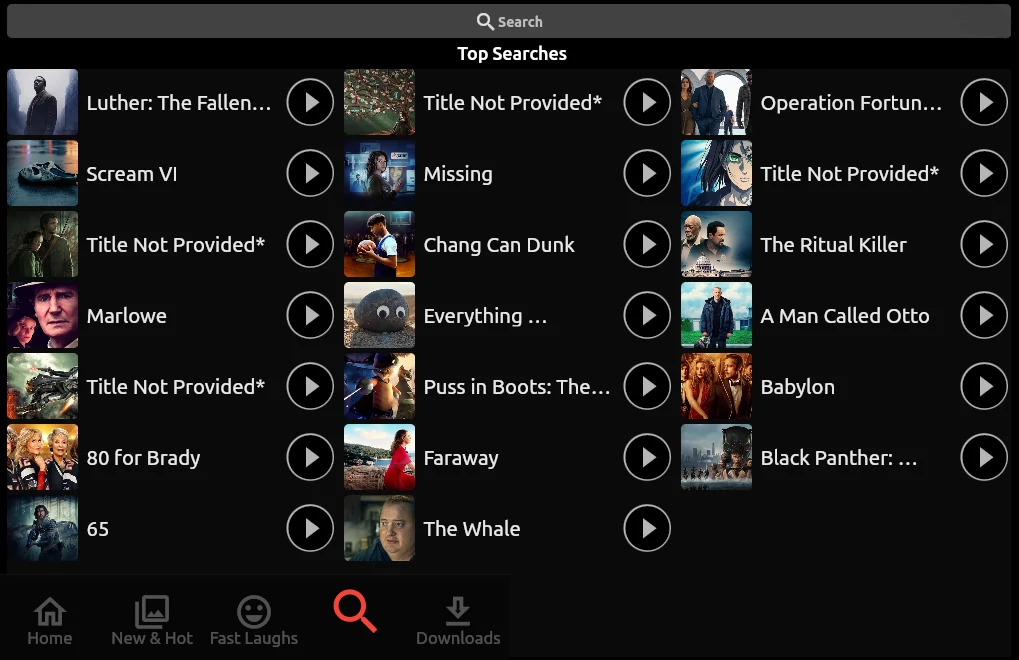 Search
Top Searches
Luther: The Fallen...
Title Not Provided*
Operation Fortun...
Scream VI
Missing
Title Not Provided*
Title Not Provided*
Chang Can Dunk
The Ritual Killer
Marlowe
Everything ...
A Man Called Otto
Title Not Provided*
Puss in Boots: The...
Babylon
80 for Brady
Faraway
Black Panther: ...
65
The Whale
Home
New & Hot
Fast Laughs
Downloads